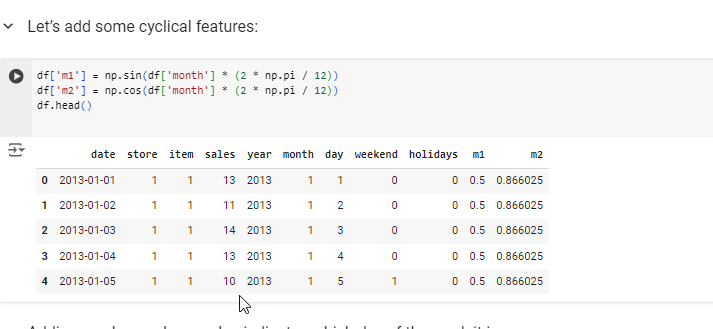 Let's add some cyclical features:
df['m1'] = np.sin(df['month'] * (2 * np.pi / 12))
df['m2'] = np.cos(df['month'] * (2 * np.pi / 12))
df.head()
date store item sales year month day weekend holidays m1 m2
0 2013-01-01 1 1 13 2013 1 1 0 0 0.5 0.866025
1 2013-01-02 1 1 11 2013 1 2 0 0 0.5 0.866025
2 2013-01-03 1 1 14 2013 1 3 0 0 0.5 0.866025
3 2013-01-04 1 1 13 2013 1 4 0 0 0.5 0.866025
4 2013-01-05 1 1 10 2013 1 5 1 0 0.5 0.866025